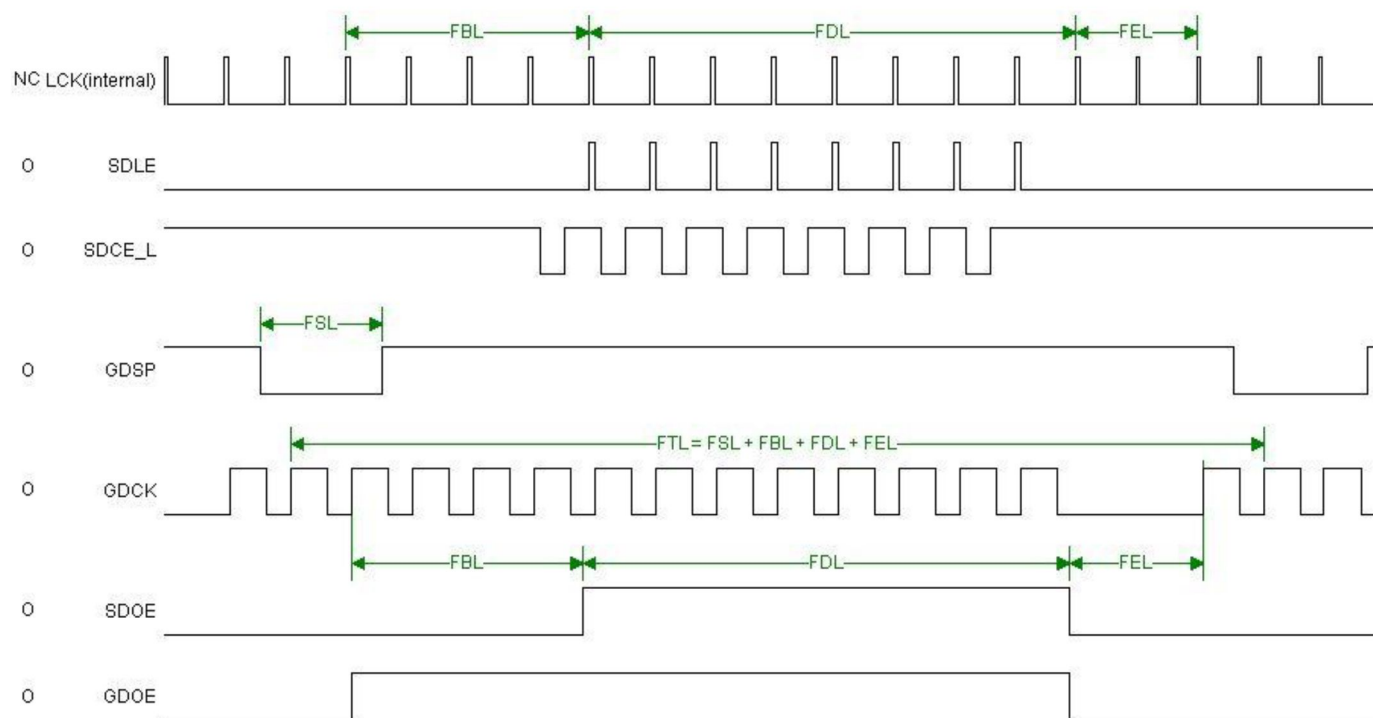 FBL FDL FEL
NC LCK(internal)
O SDLE
O SDCE_L
FSL
O GDSP
FTL = FSL + FBL + FDL + FEL
O GDCK
FBL FDL FEL
O SDOE
O GDOE